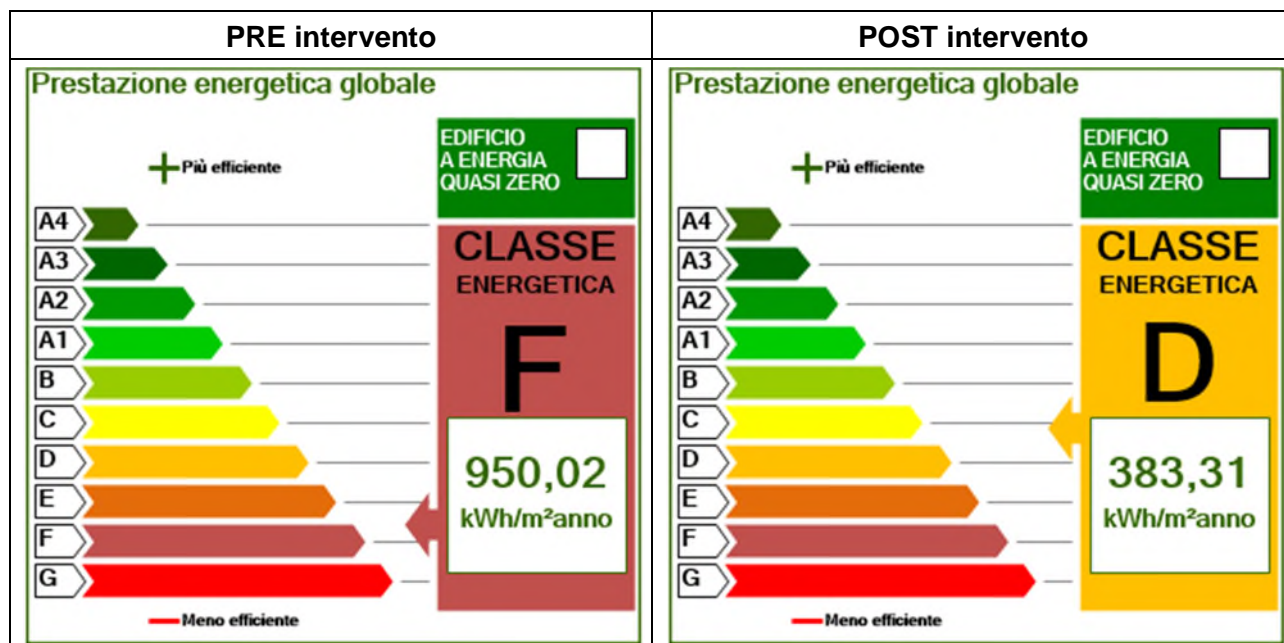 PRE intervento
POST intervento
Prestazione energetica globale
EDIFICIO
A ENERGIA
QUASI ZERO
Più efficiente
A4
A3
A2
A1
B
C
D
E
F
G
CLASSE
ENERGETICA
F
950,02
kWh/m²anno
Meno efficiente
Prestazione energetica globale
EDIFICIO
A ENERGIA
QUASI ZERO
Più efficiente
A4
A3
A2
A1
B
C
D
E
F
G
CLASSE
ENERGETICA
D
383,31
kWh/m²anno
Meno efficiente